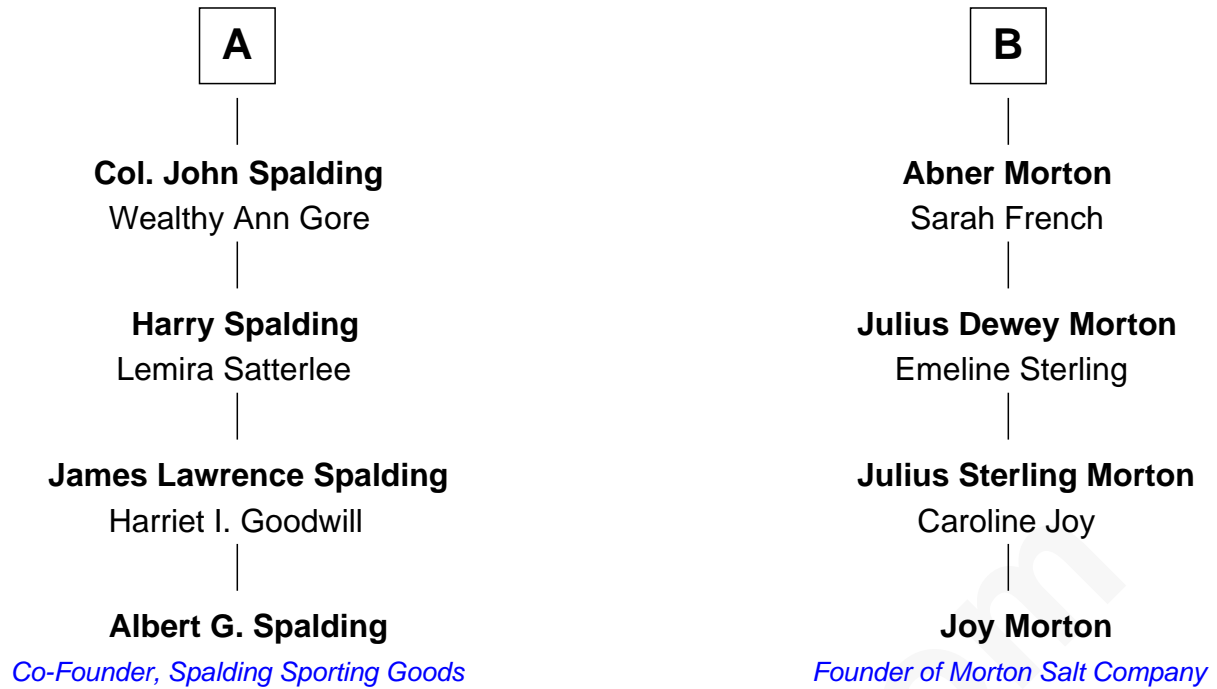 A
Col. John Spalding
Wealthy Ann Gore
Harry Spalding
Lemira Satterlee
James Lawrence Spalding
Harriet I. Goodwill
Albert G. Spalding
Co-Founder, Spalding Sporting Goods
B
Abner Morton
Sarah French
Julius Dewey Morton
Emeline Sterling
Julius Sterling Morton
Caroline Joy
Joy Morton
Founder of Morton Salt Company